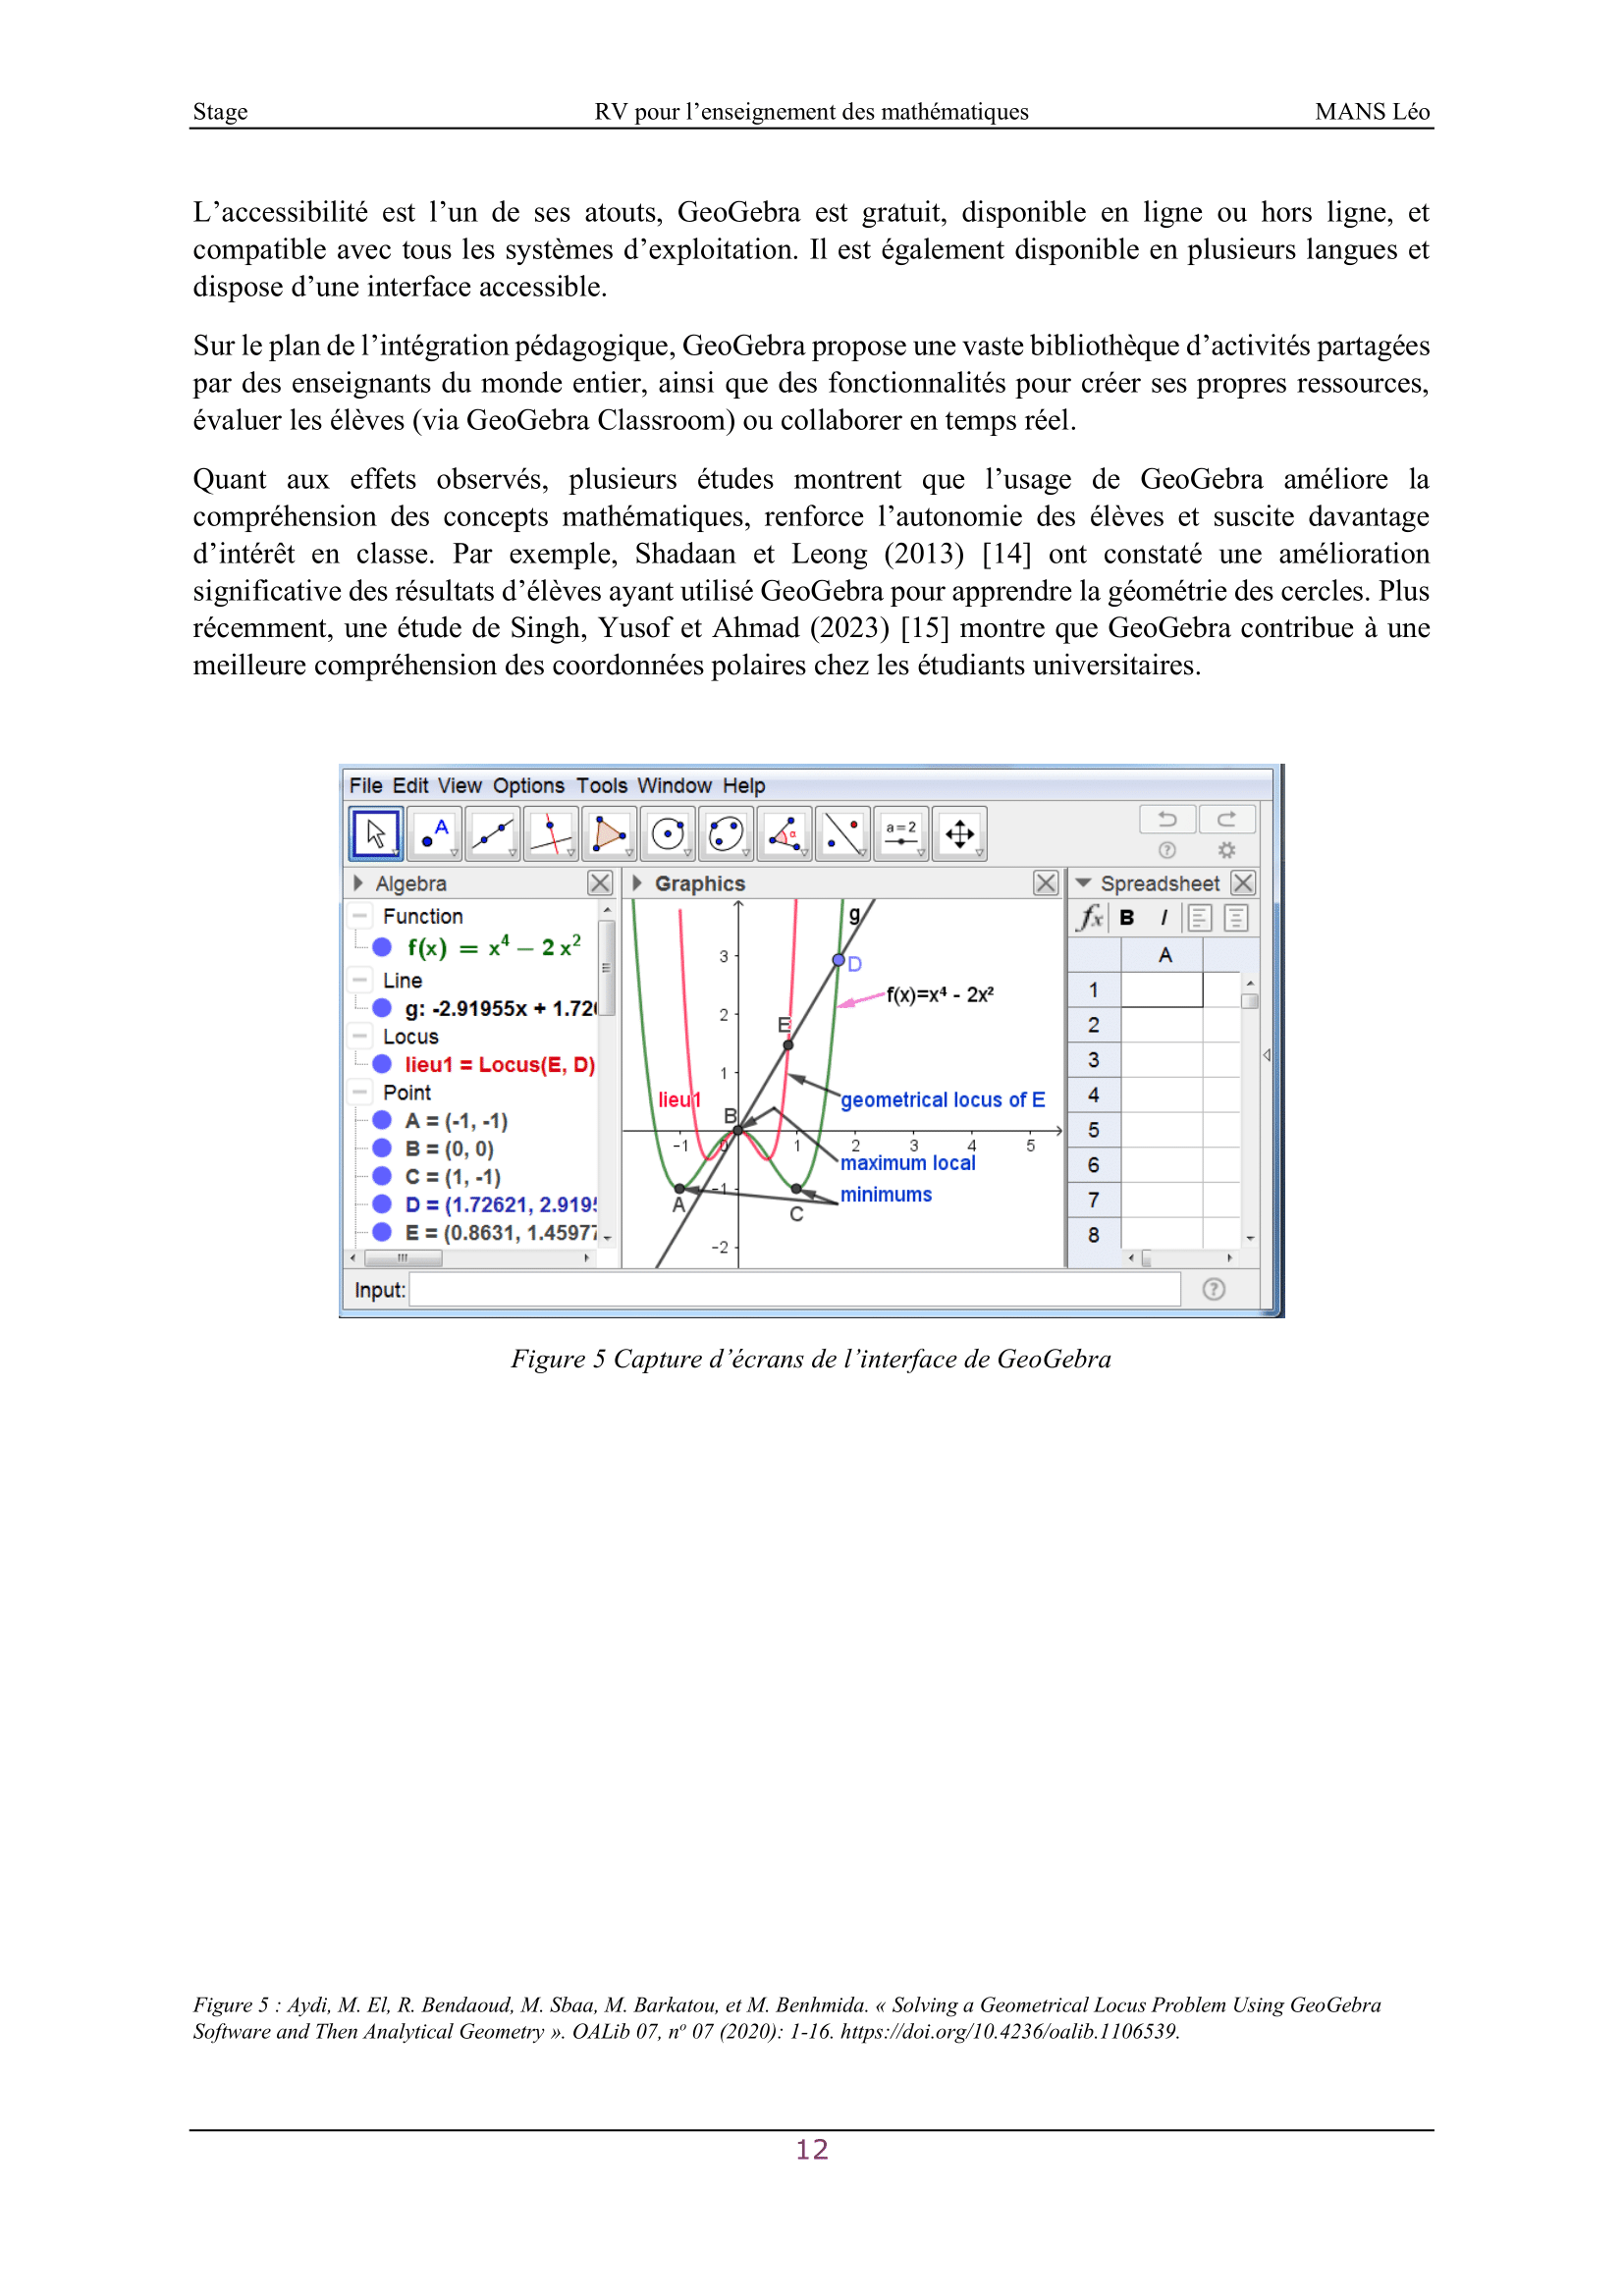 Stage RV pour l’enseignement des mathématiques MANS Léo
L’accessibilité est l’un de ses atouts, GeoGebra est gratuit, disponible en ligne ou hors ligne, et
compatible avec tous les systèmes d’exploitation. Il est également disponible en plusieurs langues et
dispose d’une interface accessible.
Sur le plan de l’intégration pédagogique, GeoGebra propose une vaste bibliothèque d’activités partagées
par des enseignants du monde entier, ainsi que des fonctionnalités pour créer ses propres ressources,
évaluer les élèves (via GeoGebra Classroom) ou collaborer en temps réel.
Quant aux effets observés, plusieurs études montrent que l’usage de GeoGebra améliore la
compréhension des concepts mathématiques, renforce l’autonomie des élèves et suscite davantage
d’intérêt en classe. Par exemple, Shadaan et Leong (2013) [14] ont constaté une amélioration
significative des résultats d’élèves ayant utilisé GeoGebra pour apprendre la géométrie des cercles. Plus
récemment, une étude de Singh, Yusof et Ahmad (2023) [15] montre que GeoGebra contribue à une
meilleure compréhension des coordonnées polaires chez les étudiants universitaires.
File Edit View Options Tools Window Help
A
α
a=2
Algebra
Function
f(x) = x⁴ – 2 x²
Line
g: -2.91955x + 1.726
Locus
lieu1 = Locus(E, D)
Point
A = (-1, -1)
B = (0, 0)
C = (1, -1)
D = (1.72621, 2.9195
E = (0.8631, 1.45977
Graphics
g
3
D
f(x)=x⁴ - 2x²
2
E
1
lieu1
geometrical locus of E
B
-1 0 1 2 3 4 5
maximum local
-1
minimums
A
C
-2
Spreadsheet
fx B I
A
1
2
3
4
5
6
7
8
Input:
Figure 5 Capture d’écrans de l’interface de GeoGebra
Figure 5 : Aydi, M. El, R. Bendaoud, M. Sbaa, M. Barkatou, et M. Benhmida. « Solving a Geometrical Locus Problem Using GeoGebra
Software and Then Analytical Geometry ». OALib 07, nº 07 (2020): 1-16. https://doi.org/10.4236/oalib.1106539.
12